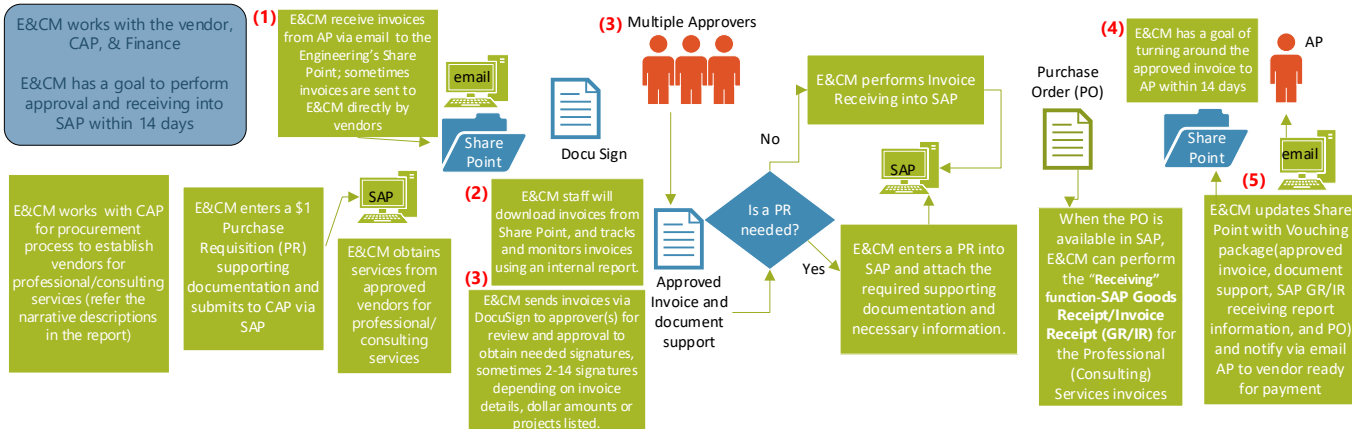 E&CM works with the vendor,
CAP, & Finance
E&CM has a goal to perform
approval and receiving into
SAP within 14 days
(1)
E&CM receive invoices
from AP via email to the
Engineering's Share
Point; sometimes
invoices are sent to
E&CM directly by
vendors
email
Share
Point
Docu Sign
E&CM works with CAP
for procurement
process to establish
vendors for
professional/consulting
services (refer the
narrative descriptions
in the report)
E&CM enters a $1
Purchase
Requisition (PR)
supporting
documentation and
submits to CAP via
SAP
SAP
E&CM obtains
services from
approved
vendors for
professional/
consulting
services
(2)
E&CM staff will
download invoices from
Share Point, and tracks
and monitors invoices
using an internal report.
(3)
E&CM sends invoices via
DocuSign to approver(s) for
review and approval to
obtain needed signatures,
sometimes 2-14 signatures
depending on invoice
details, dollar amounts or
projects listed.
(3) Multiple Approvers
Approved
Invoice and
document
support
Is a PR
needed?
No
Yes
E&CM performs Invoice
Receiving into SAP
SAP
E&CM enters a PR into
SAP and attach the
required supporting
documentation and
necessary information.
Purchase
Order (PO)
When the PO is
available in SAP,
E&CM can perform
the "Receiving"
function-SAP Goods
Receipt/Invoice
Receipt (GR/IR) for
the Professional
(Consulting)
Services invoices
(4)
E&CM has a goal of
turning around the
approved invoice to
AP within 14 days
AP
Share
Point
email
(5)
E&CM updates Share
Point with Vouching
package(approved
invoice, document
support, SAP GR/IR
receiving report
information, and PO)
and notify via email
AP to vendor ready
for payment